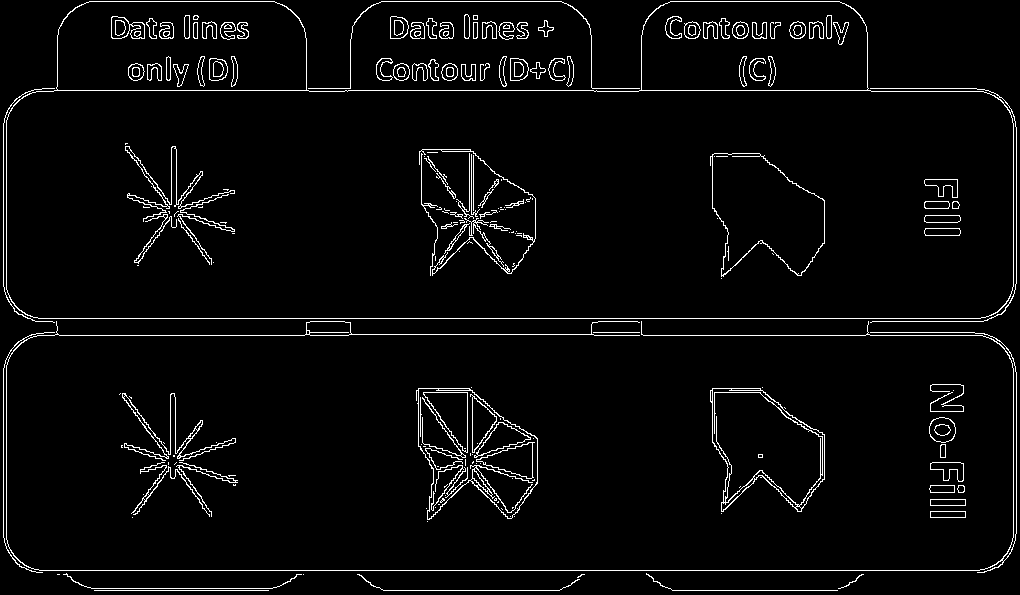 Data lines
only (D)
Data lines +
Contour (D+C)
Contour only
(C)
Fill
No-Fill